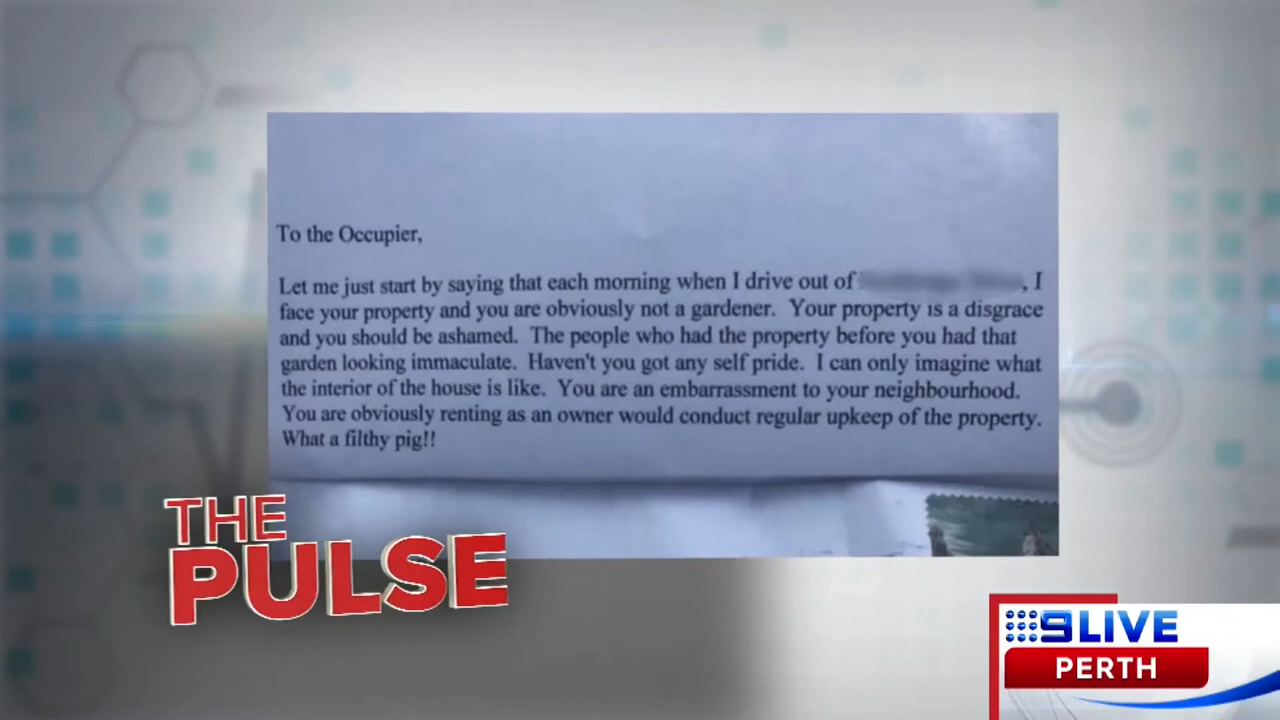 To the Occupier,
Let me just start by saying that each morning when I drive out of , I
face your property and you are obviously not a gardener. Your property is a disgrace
and you should be ashamed. The people who had the property before you had that
garden looking immaculate. Haven't you got any self pride. I can only imagine what
the interior of the house is like. You are an embarrassment to your neighbourhood.
You are obviously renting as an owner would conduct regular upkeep of the property.
What a filthy pig!!
THE
PULSE
9 LIVE
PERTH